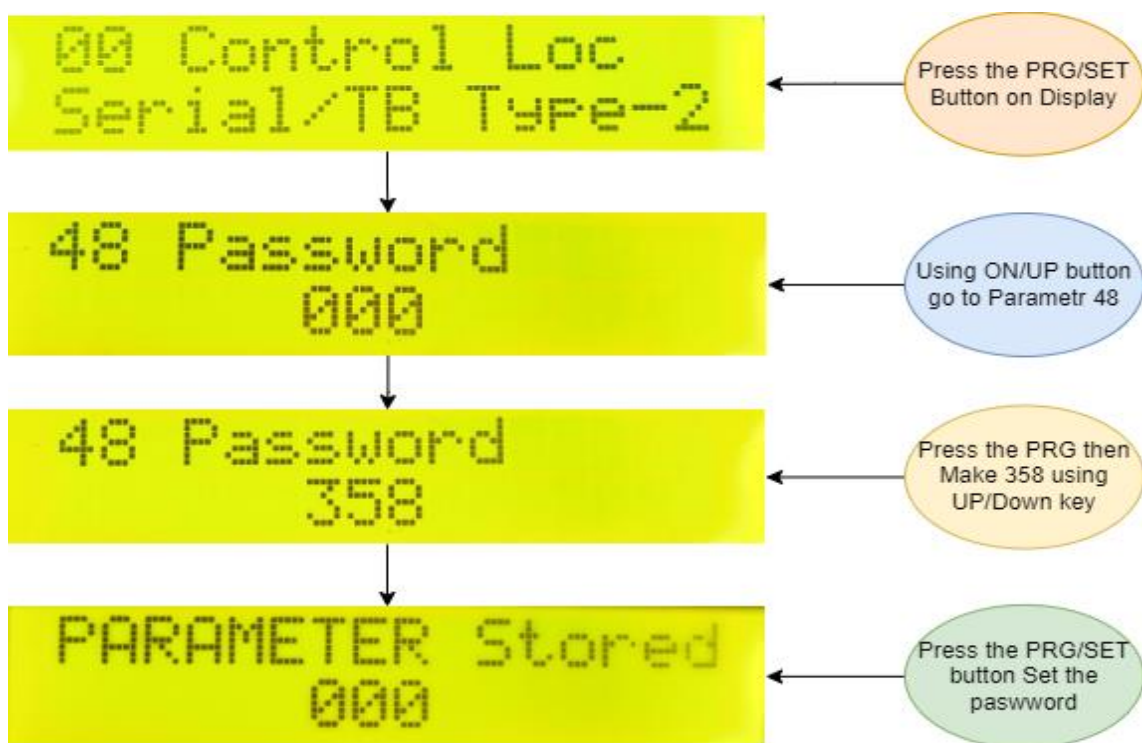 00 Control Loc
Serial/TB Type-2
Press the PRG/SET
Button on Display
48 Password
000
Using ON/UP button
go to Parametr 48
48 Password
358
Press the PRG then
Make 358 using
UP/Down key
PARAMETER Stored
000
Press the PRG/SET
button Set the
paswword